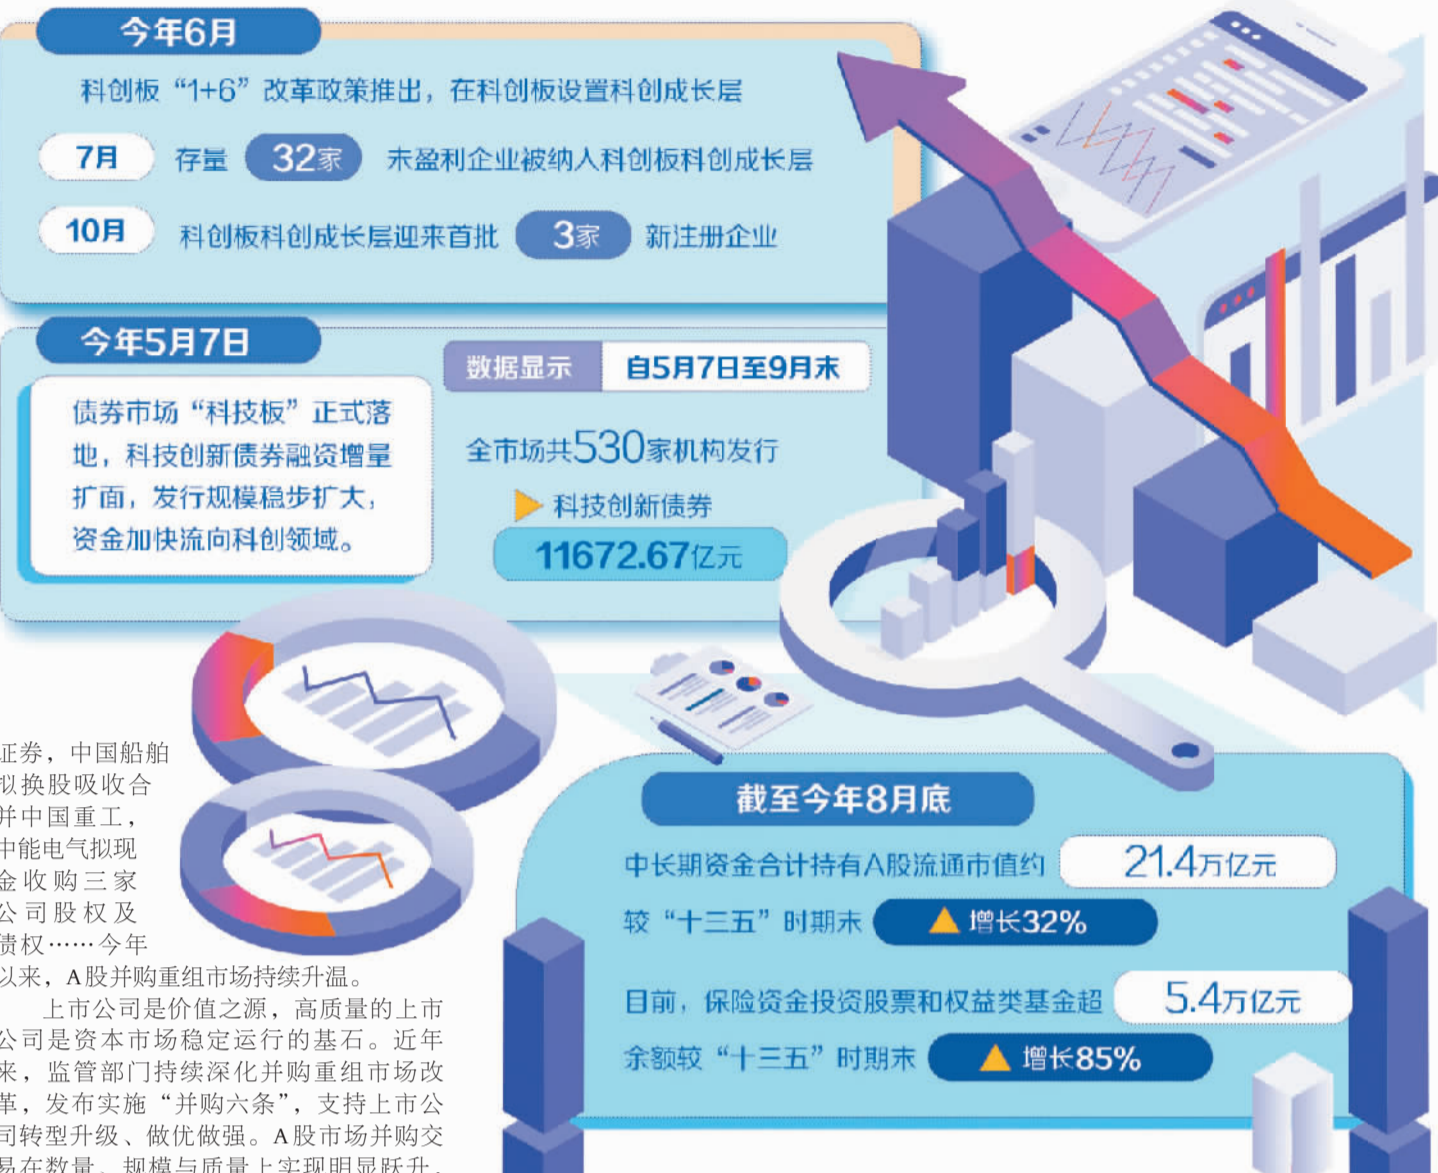 今年6月
科创板“1+6”改革政策推出，在科创板设置科创成长层
7月 存量 32家 未盈利企业被纳入科创板科创成长层
10月 科创板科创成长层迎来首批 3家 新注册企业
今年5月7日
债券市场“科技板”正式落
地，科技创新债券融资增量
扩面，发行规模稳步扩大，
资金加快流向科创领域。
数据显示 自5月7日至9月末
全市场共530家机构发行
科技创新债券
11672.67亿元
证券，中国船舶
拟换股吸收合
并中国重工，
中能电气拟现
金收购三家
公司股权及
债权……今年
以来，A股并购重组市场持续升温。
上市公司是价值之源，高质量的上市
公司是资本市场稳定运行的基石。近年
来，监管部门持续深化并购重组市场改
革，发布实施“并购六条”，支持上市公
司转型升级、做优做强。A股市场并购交
易在数量、规模与质量上实现明显跃升，
截至今年8月底
中长期资金合计持有A股流通市值约 21.4万亿元
较“十三五”时期末 增长32%
目前，保险资金投资股票和权益类基金超 5.4万亿元
余额较“十三五”时期末 增长85%